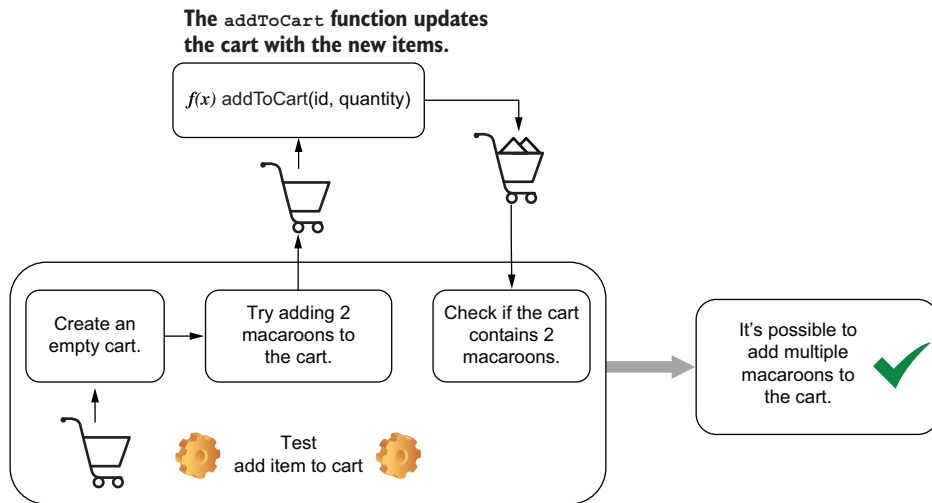 The addToCart function updates
the cart with the new items.
f(x) addToCart(id, quantity)
Create an
empty cart.
Try adding 2
macaroons to
the cart.
Check if the cart
contains 2
macaroons.
It's possible to
add multiple
macaroons to
the cart.
Test
add item to cart